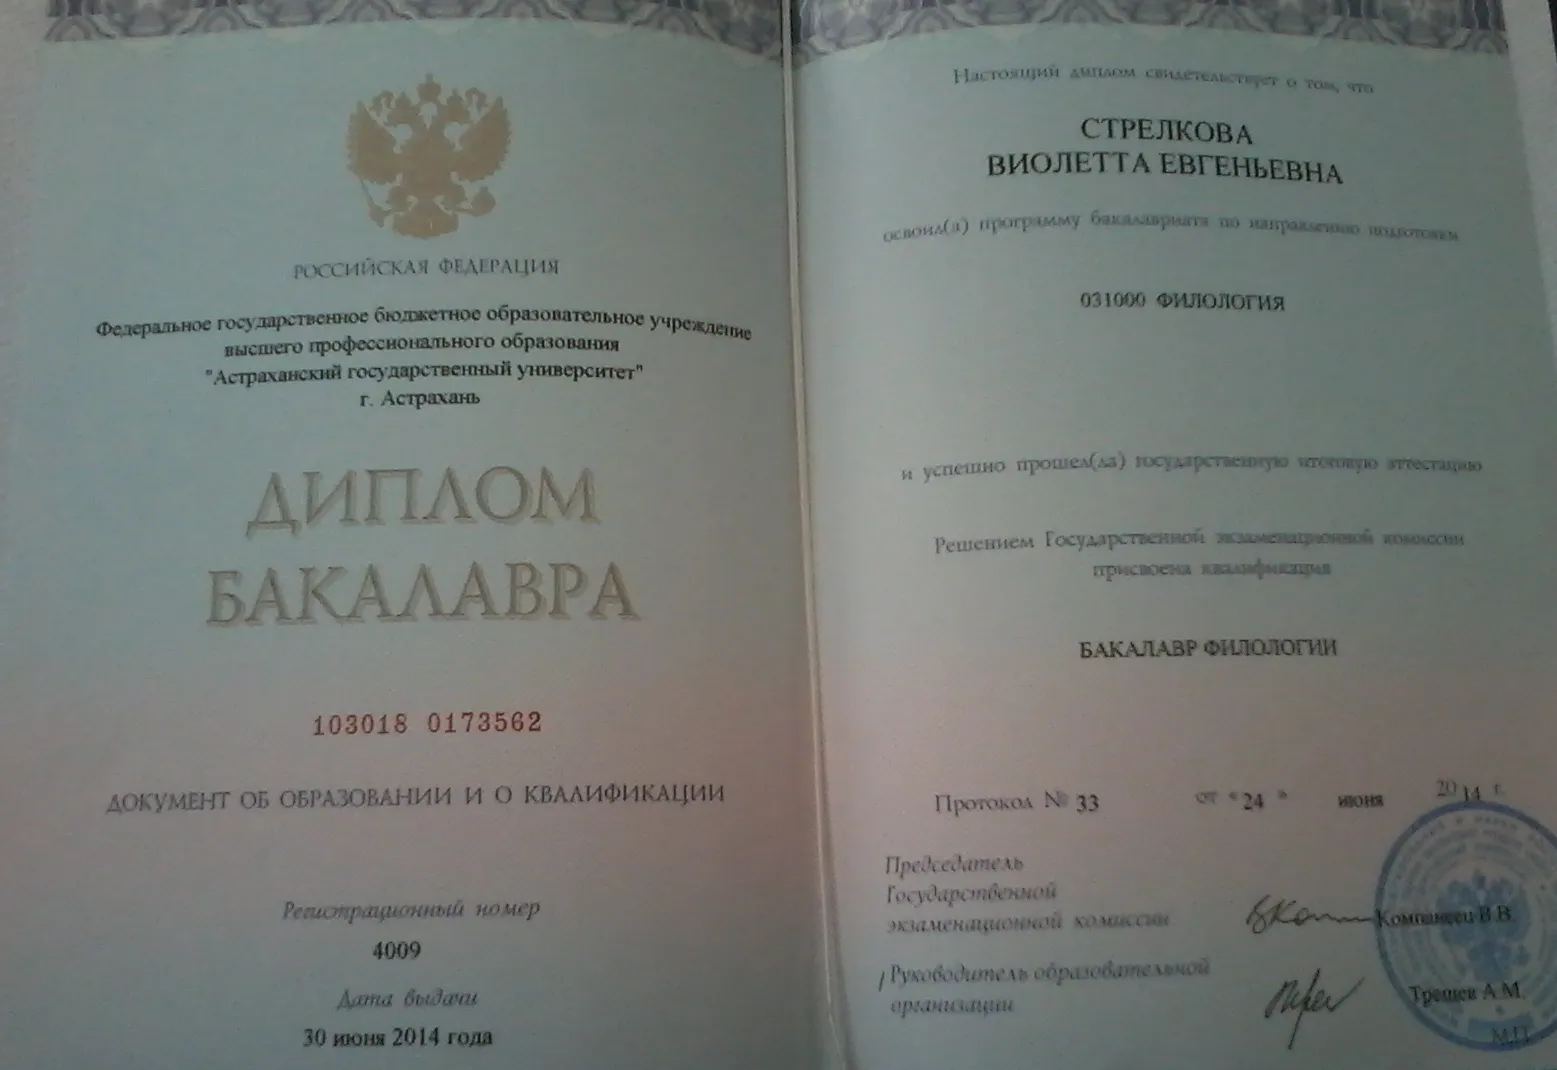 РОССИЙСКАЯ ФЕДЕРАЦИЯ
Федеральное государственное бюджетное образовательное учреждение
высшего профессионального образования
"Астраханский государственный университет"
г. Астрахань
ДИПЛОМ
БАКАЛАВРА
103018 0173562
ДОКУМЕНТ ОБ ОБРАЗОВАНИИ И О КВАЛИФИКАЦИИ
Регистрационный номер
4009
Дата выдачи
30 июня 2014 года
Настоящий диплом свидетельствует о том, что
СТРЕЛКОВА
ВИОЛЕТТА ЕВГЕНЬЕВНА
освоил(а) программу бакалавриата по направлению подготовки
031000 ФИЛОЛОГИЯ
и успешно прошел(ла) государственную итоговую аттестацию
Решением Государственной экзаменационной комиссии
присвоена квалификация
БАКАЛАВР ФИЛОЛОГИИ
Протокол № 33 от " 24 " июня 2014 г.
Председатель
Государственной
экзаменационной комиссии Компанеец В.В.
/Руководитель образовательной
организации Трещев А.М.
М.П.